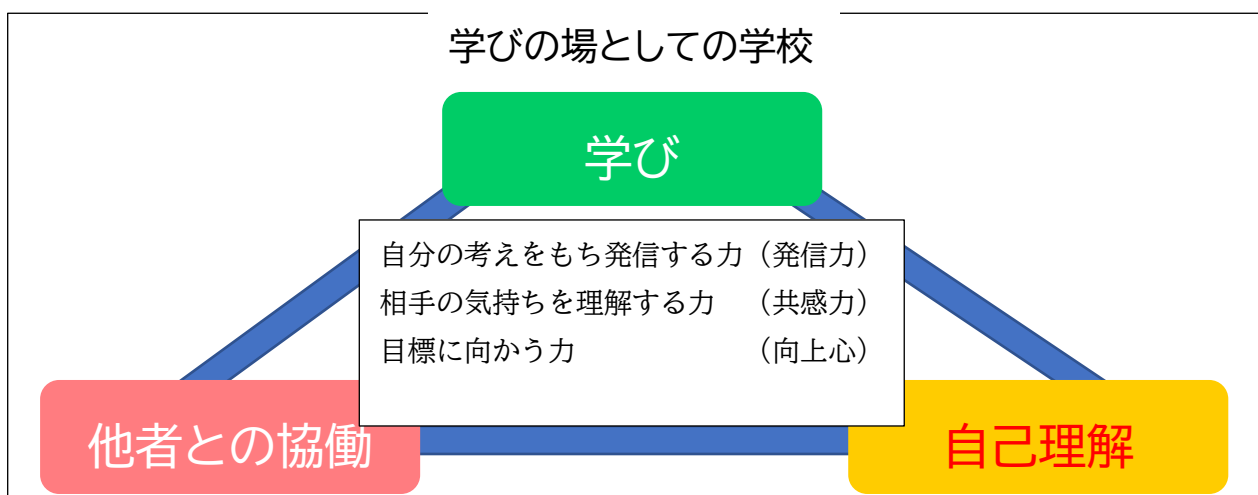 学びの場としての学校
学び
自分の考えをもち発信する力（発信力）
相手の気持ちを理解する力　（共感力）
目標に向かう力　　　　　　（向上心）
他者との協働
自己理解